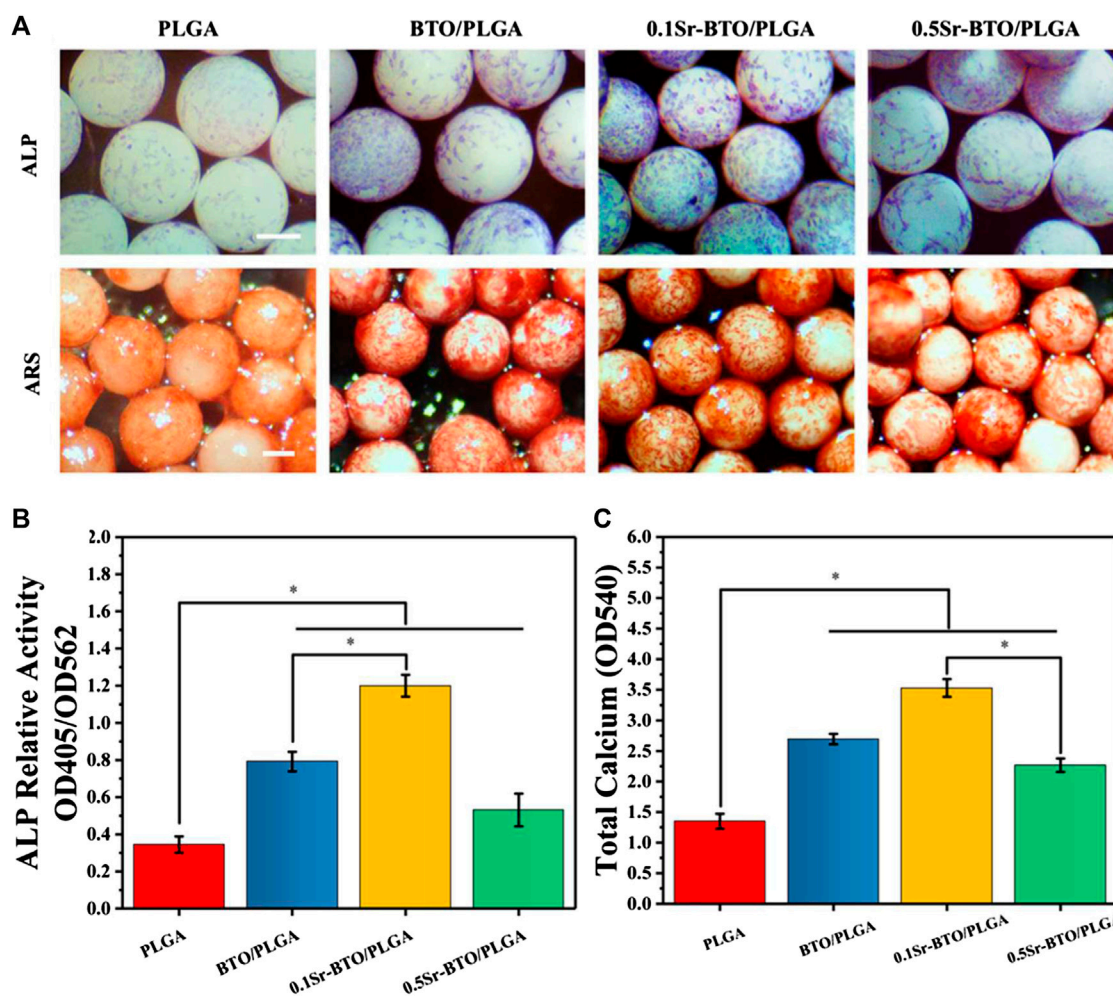 A
PLGA
BTO/PLGA
0.1Sr-BTO/PLGA
0.5Sr-BTO/PLGA
ALP
ARS
B
ALP Relative Activity
OD405/OD562
2.0
1.8
1.6
1.4
1.2
1.0
0.8
0.6
0.4
0.2
0.0
*
*
PLGA
BTO/PLGA
0.1Sr-BTO/PLGA
0.5Sr-BTO/PLGA
C
Total Calcium (OD540)
6.0
5.5
5.0
4.5
4.0
3.5
3.0
2.5
2.0
1.5
1.0
0.5
0.0
*
*
PLGA
BTO/PLGA
0.1Sr-BTO/PLGA
0.5Sr-BTO/PLGA